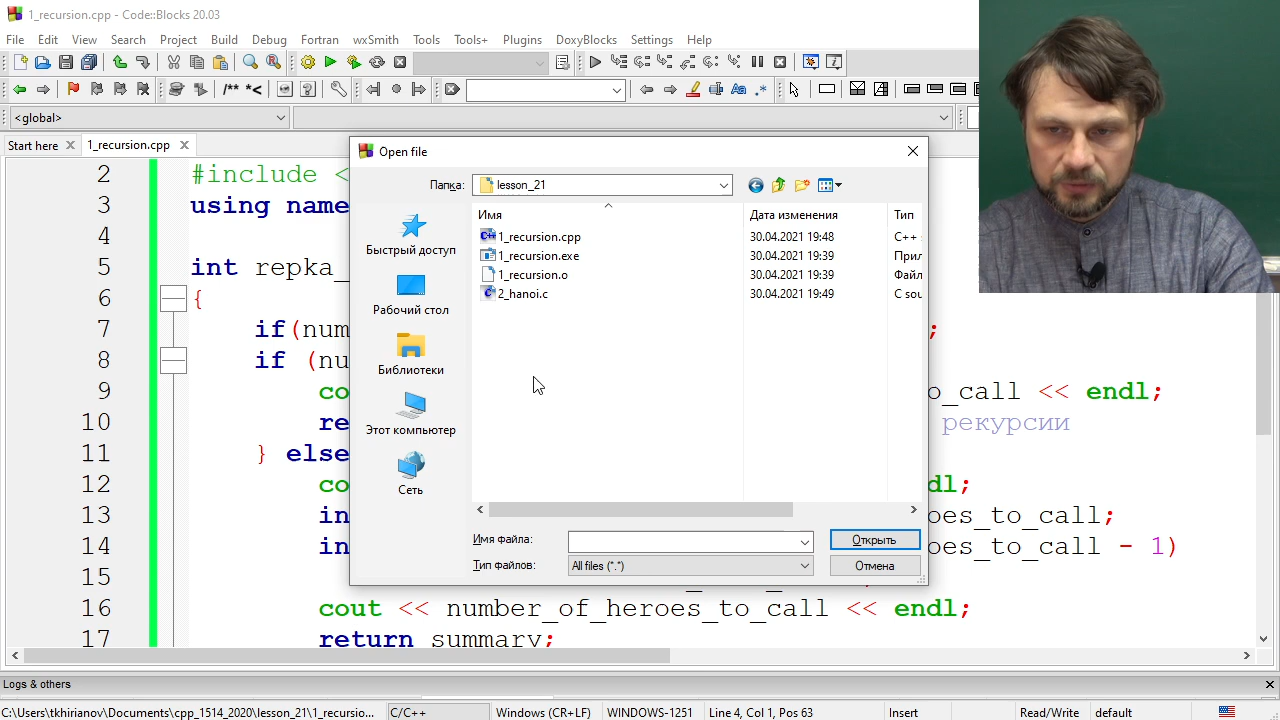 1_recursion.cpp - Code::Blocks 20.03
File Edit View Search Project Build Debug Fortran wxSmith Tools Tools+ Plugins DoxyBlocks Settings Help
/** *<
Aa .*
<global>
Start here 1_recursion.cpp
Open file
Папка: lesson_21
Имя Дата изменения Тип
1_recursion.cpp 30.04.2021 19:48 C++
1_recursion.exe 30.04.2021 19:39 Прил
1_recursion.o 30.04.2021 19:39 Файл
2_hanoi.c 30.04.2021 19:49 C sou
Быстрый доступ
Рабочий стол
Библиотеки
Этот компьютер
Сеть
Имя файла: Открыть
Тип файлов: All files (*.*) Отмена
2 #include <
3 using name
4
5 int repka_
6 {
7 if(num ;
8 if (nu
9 co o_call << endl;
10 re рекурсии
11 } else
12 co dl;
13 in oes_to_call;
14 in oes_to_call - 1)
15
16 cout << number_of_heroes_to_call << endl;
17 return summary;
Logs & others
C:\Users\tkhirianov\Documents\cpp_1514_2020\lesson_21\1_recursio... C/C++ Windows (CR+LF) WINDOWS-1251 Line 4, Col 1, Pos 63 Insert Read/Write default